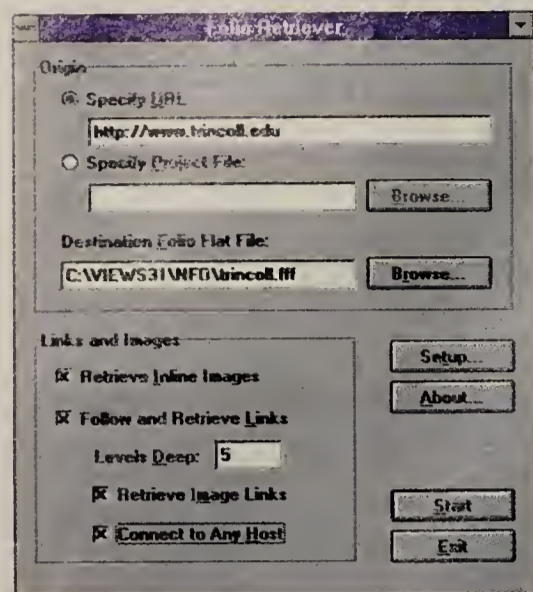 Folio Retriever
Origin
Specify URL
http://www.trincoll.edu
Specify Project File:
Browse...
Destination Folio Flat File:
C:\VIEWS31\NFO\trincoll.fff
Browse...
Links and Images
Retrieve Inline Images
Follow and Retrieve Links
Levels Deep: 5
Retrieve Image Links
Connect to Any Host
Setup...
About...
Start
Exit